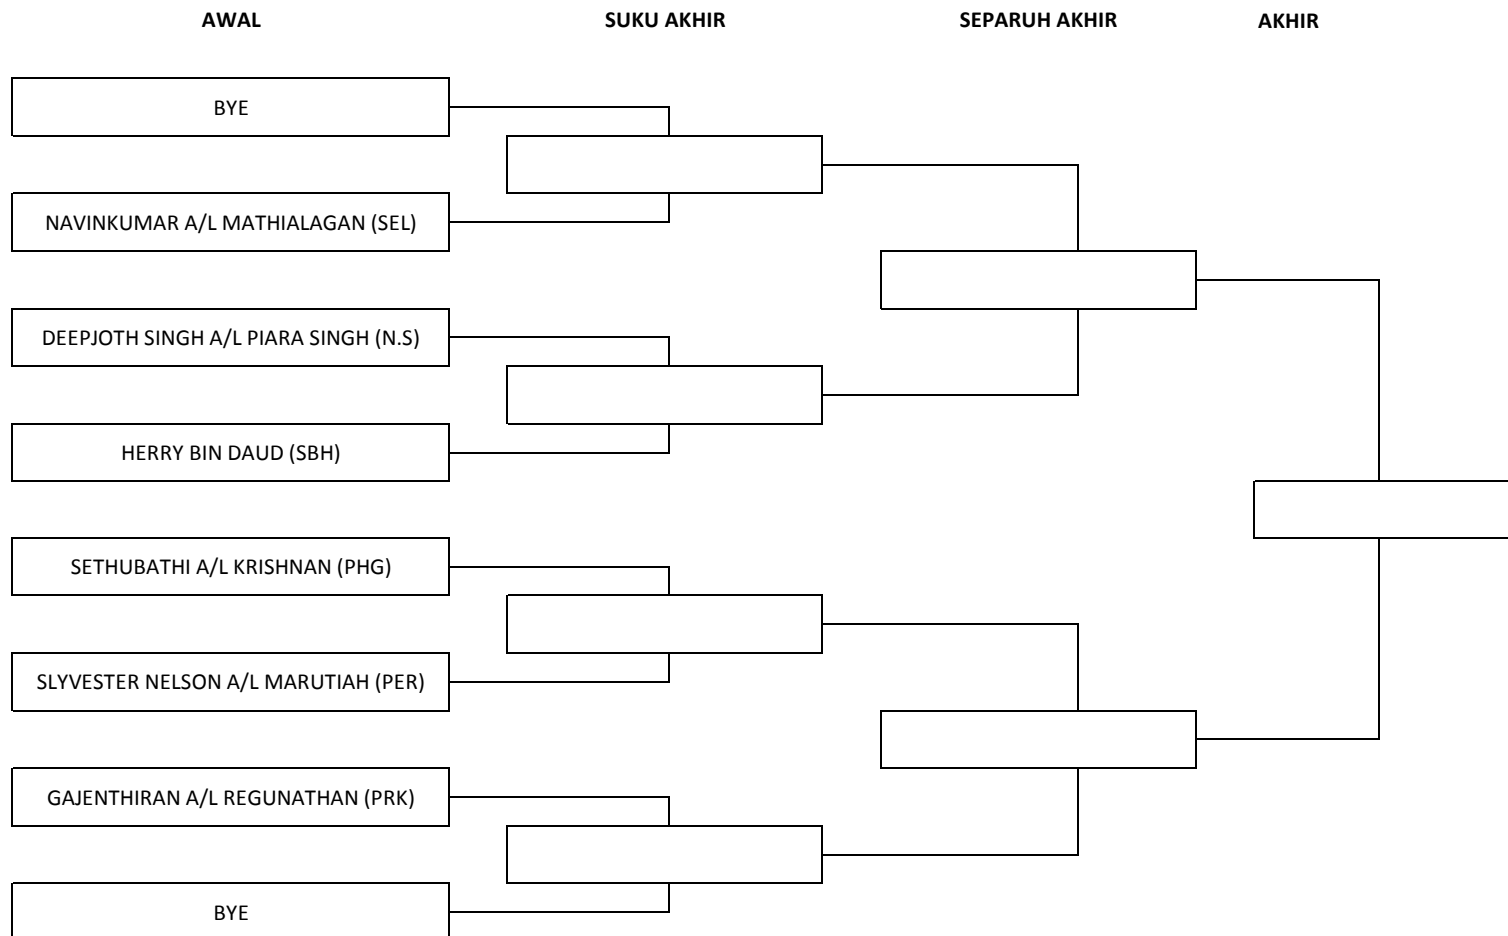 AWAL SUKU AKHIR SEPARUH AKHIR AKHIR
BYE
NAVINKUMAR A/L MATHIALAGAN (SEL)
DEEPJOTH SINGH A/L PIARA SINGH (N.S)
HERRY BIN DAUD (SBH)
SETHUBATHI A/L KRISHNAN (PHG)
SLYVESTER NELSON A/L MARUTIAH (PER)
GAJENTHIRAN A/L REGUNATHAN (PRK)
BYE